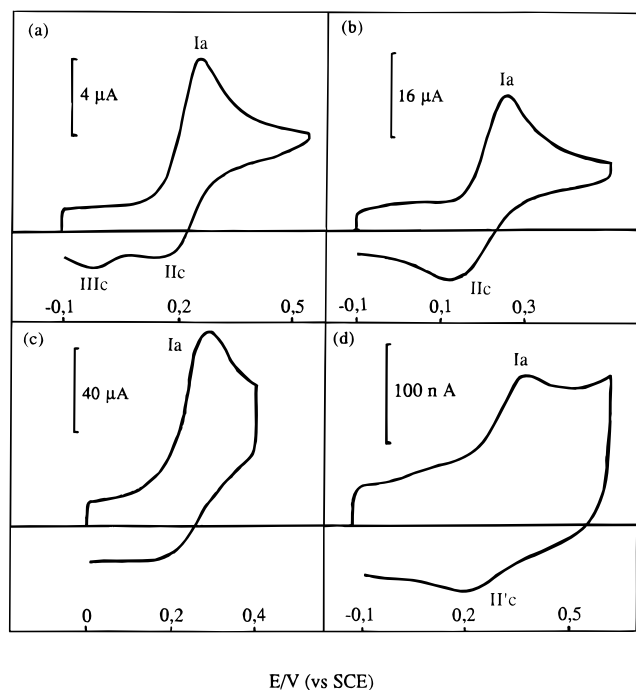 (a)
Ia
4 µA
IIIc
IIc
-0,1
0,2
0,5
(b)
Ia
16 µA
IIc
-0,1
0,1
0,3
(c)
Ia
40 µA
0
0,2
0,4
(d)
Ia
100 n A
II'c
-0,1
0,2
0,5
E/V (vs SCE)